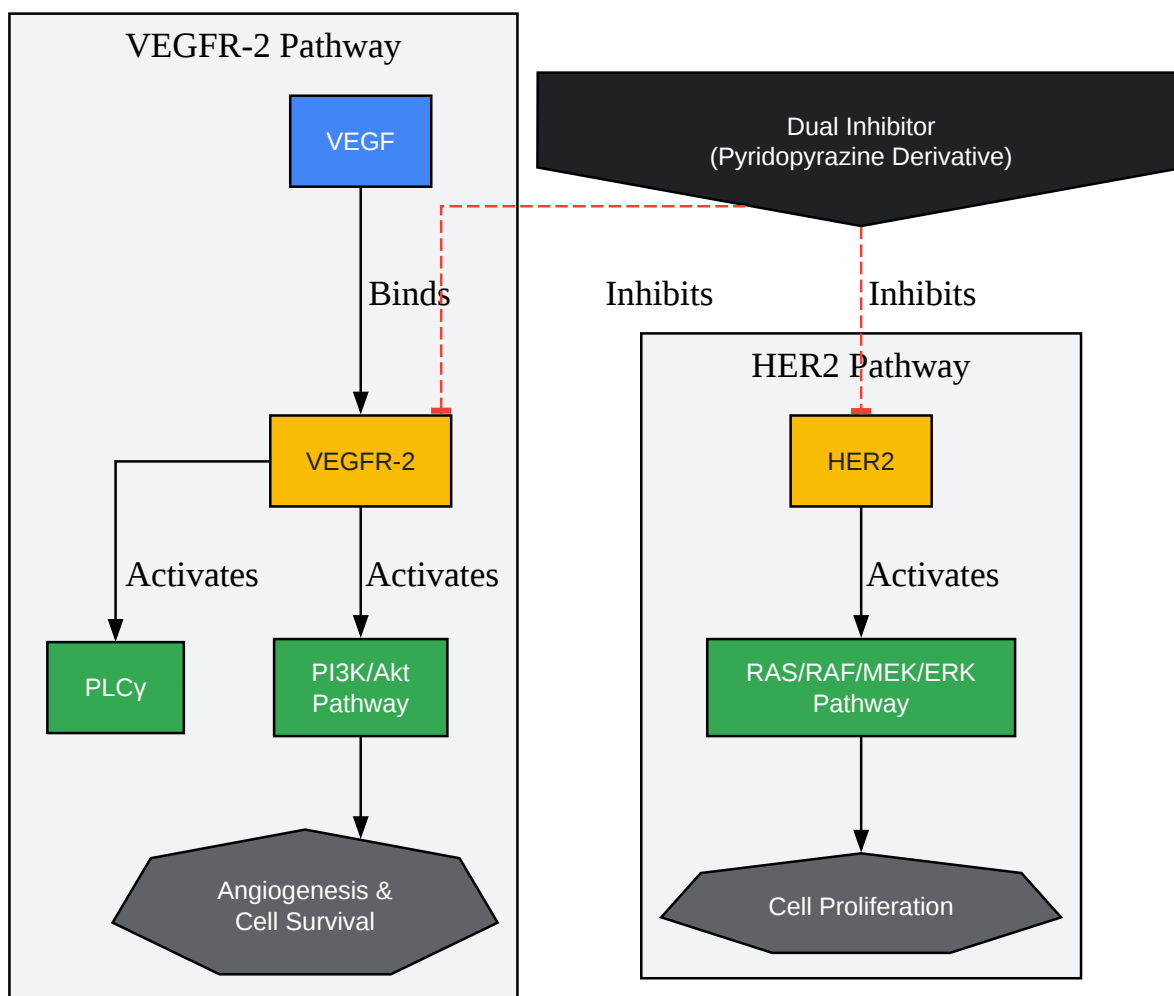 VEGFR-2 Pathway
VEGF
Dual Inhibitor
(Pyridopyrazine Derivative)
Binds
Inhibits
Inhibits
HER2 Pathway
VEGFR-2
HER2
Activates
Activates
Activates
PLCγ
PI3K/Akt
Pathway
RAS/RAF/MEK/ERK
Pathway
Angiogenesis &
Cell Survival
Cell Proliferation